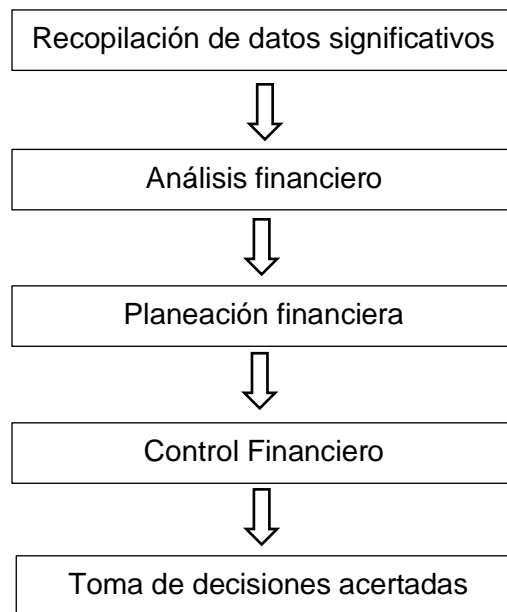 Recopilación de datos significativos
Análisis financiero
Planeación financiera
Control Financiero
Toma de decisiones acertadas